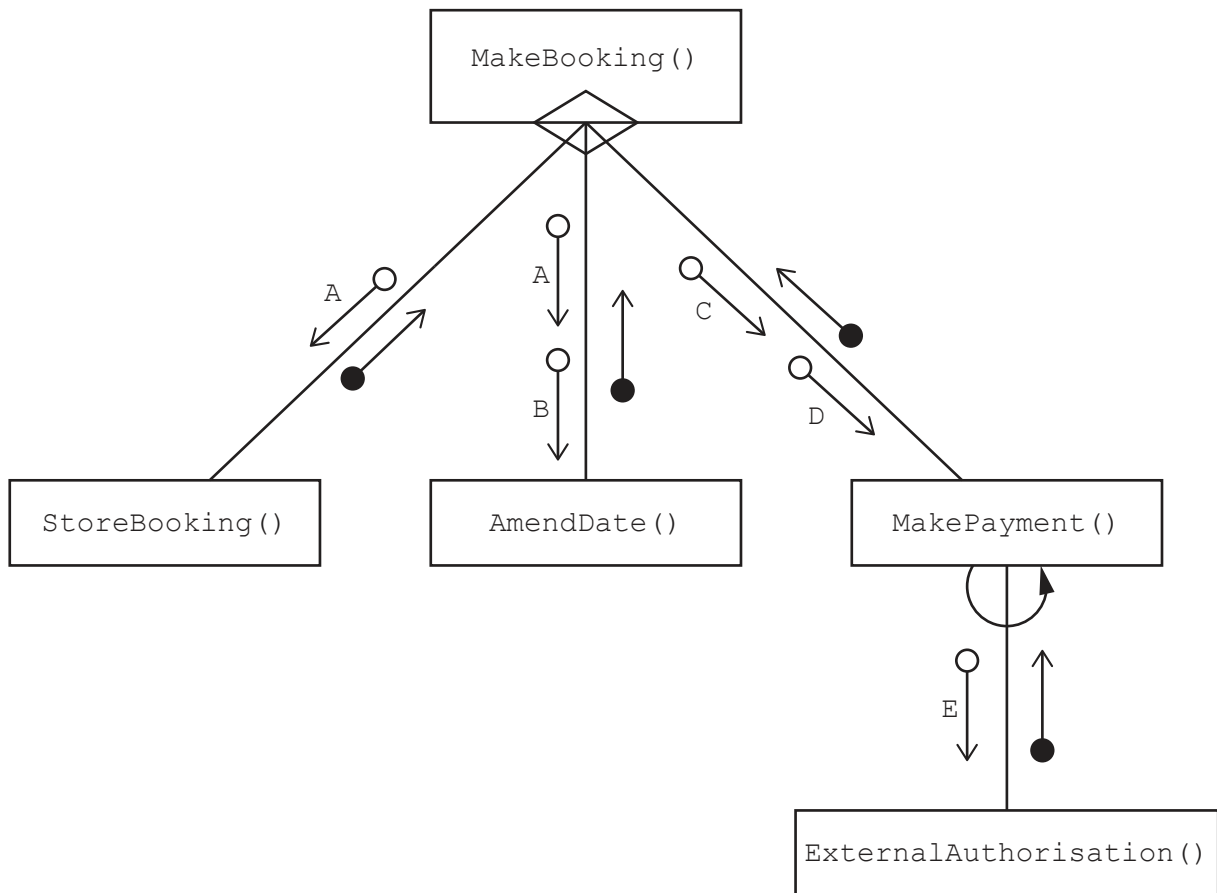 MakeBooking()
A
A
C
B
D
StoreBooking()
AmendDate()
MakePayment()
E
ExternalAuthorisation()